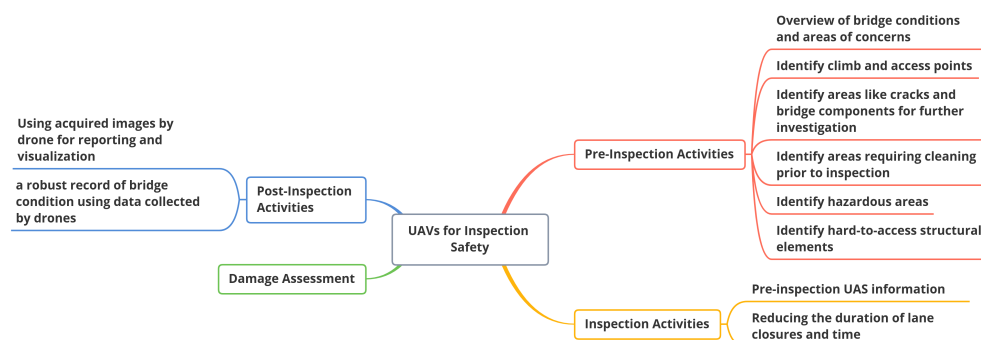 Overview of bridge conditions
and areas of concerns
Identify climb and access points
Identify areas like cracks and
bridge components for further
investigation
Pre-Inspection Activities
Identify areas requiring cleaning
prior to inspection
Identify hazardous areas
Identify hard-to-access structural
elements
Using acquired images by
drone for reporting and
visualization
a robust record of bridge
condition using data collected
by drones
Post-Inspection
Activities
UAVs for Inspection
Safety
Damage Assessment
Inspection Activities
Pre-inspection UAS information
Reducing the duration of lane
closures and time